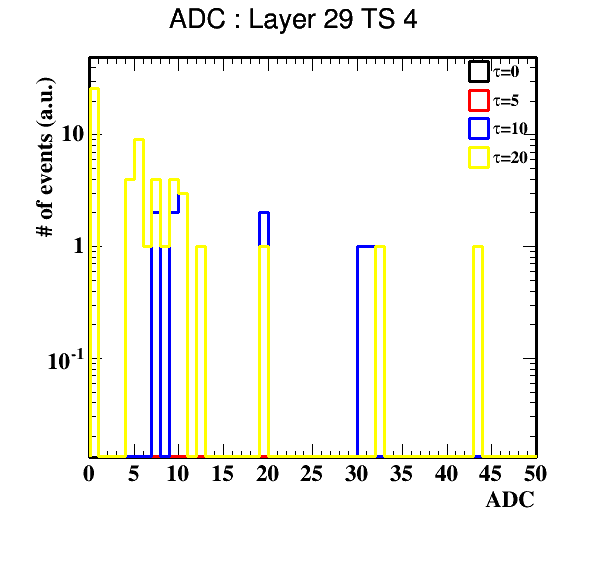 ADC : Layer 29 TS 4
# of events (a.u.)
τ=0
τ=5
τ=10
τ=20
10
1
10⁻¹
0 5 10 15 20 25 30 35 40 45 50
ADC